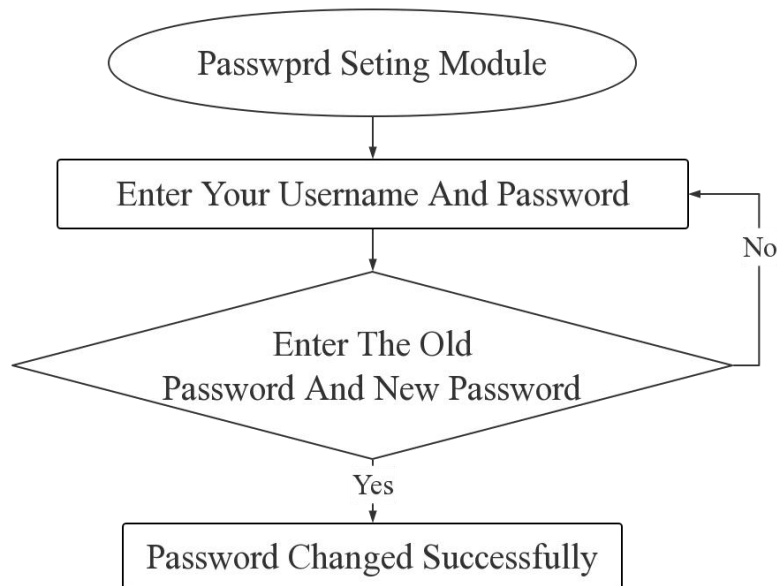 Passwprd Seting Module
Enter Your Username And Password
No
Enter The Old
Password And New Password
Yes
Password Changed Successfully